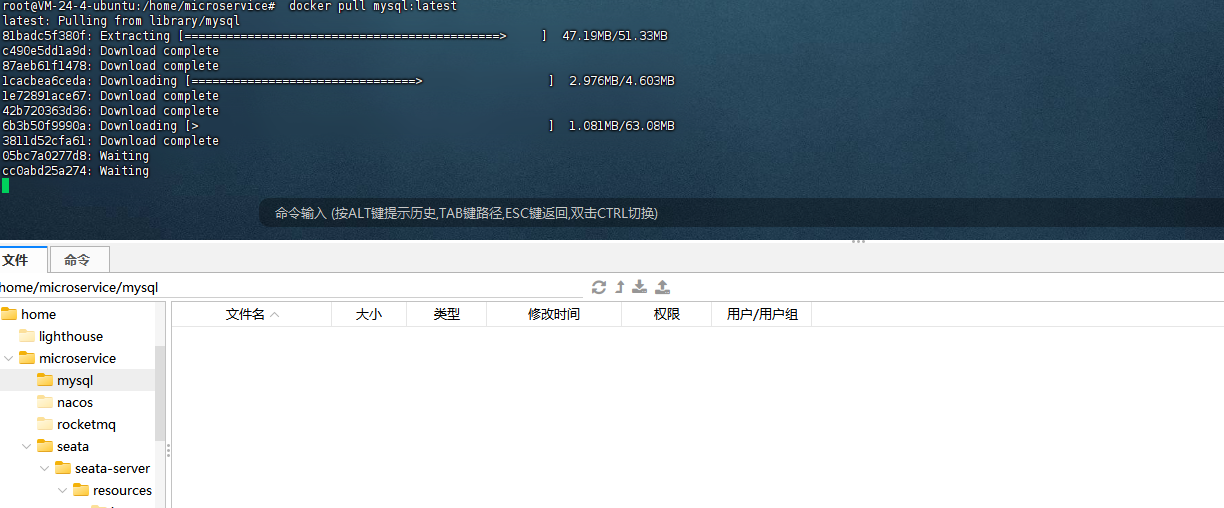 root@VM-24-4-ubuntu:/home/microservice#  docker pull mysql:latest
latest: Pulling from library/mysql
81badc5f380f: Extracting [=============================================>     ]  47.19MB/51.33MB
c490e5dd1a9d: Download complete
87aeb61f1478: Download complete
1cacbea6ceda: Downloading [================================>                  ]  2.976MB/4.603MB
1e72891ace67: Download complete
42b720363d36: Download complete
6b3b50f9990a: Downloading [>                                                  ]  1.081MB/63.08MB
3811d52cfa61: Download complete
05bc7a0277d8: Waiting
cc0abd25a274: Waiting
命令输入 (按ALT键提示历史,TAB键路径,ESC键返回,双击CTRL切换)
文件 命令
home/microservice/mysql
文件名 大小 类型 修改时间 权限 用户/用户组
home
lighthouse
microservice
mysql
nacos
rocketmq
seata
seata-server
resources